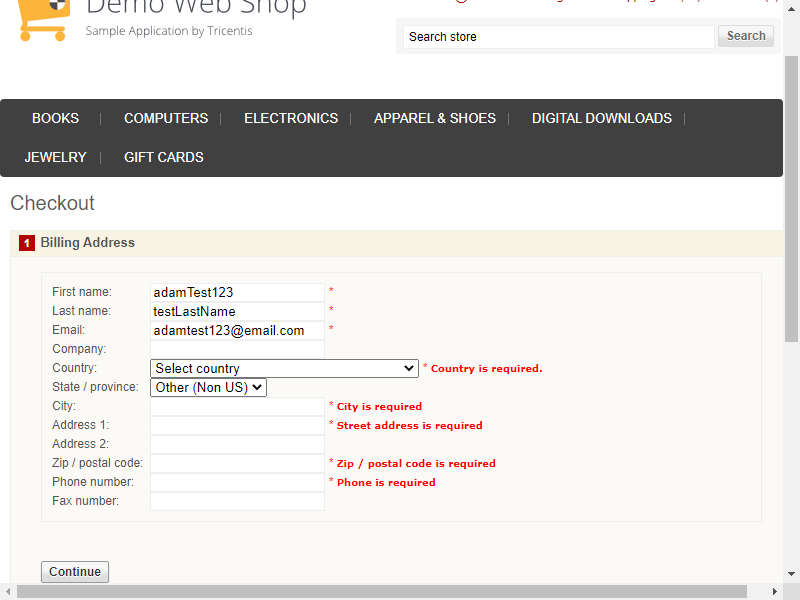 Demo Web Shop
Sample Application by Tricentis
Search store
Search
BOOKS
COMPUTERS
ELECTRONICS
APPAREL & SHOES
DIGITAL DOWNLOADS
JEWELRY
GIFT CARDS
Checkout
1 Billing Address
First name: adamTest123 *
Last name: testLastName *
Email: adamtest123@email.com *
Company:
Country: Select country * Country is required.
State / province: Other (Non US)
City: * City is required
Address 1: * Street address is required
Address 2:
Zip / postal code: * Zip / postal code is required
Phone number: * Phone is required
Fax number:
Continue